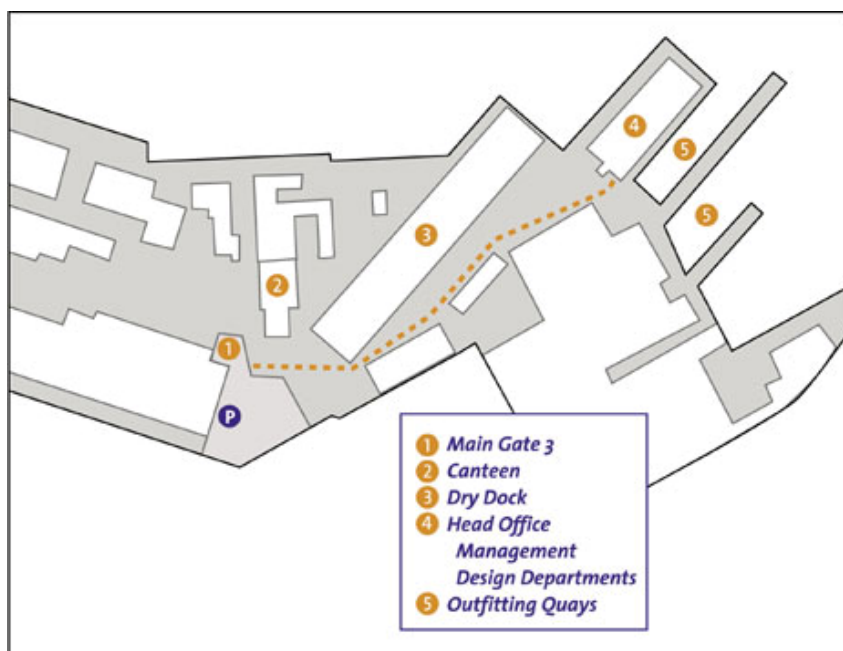 4
5
5
3
2
1
P
1 Main Gate 3
2 Canteen
3 Dry Dock
4 Head Office
Management
Design Departments
5 Outfitting Quays